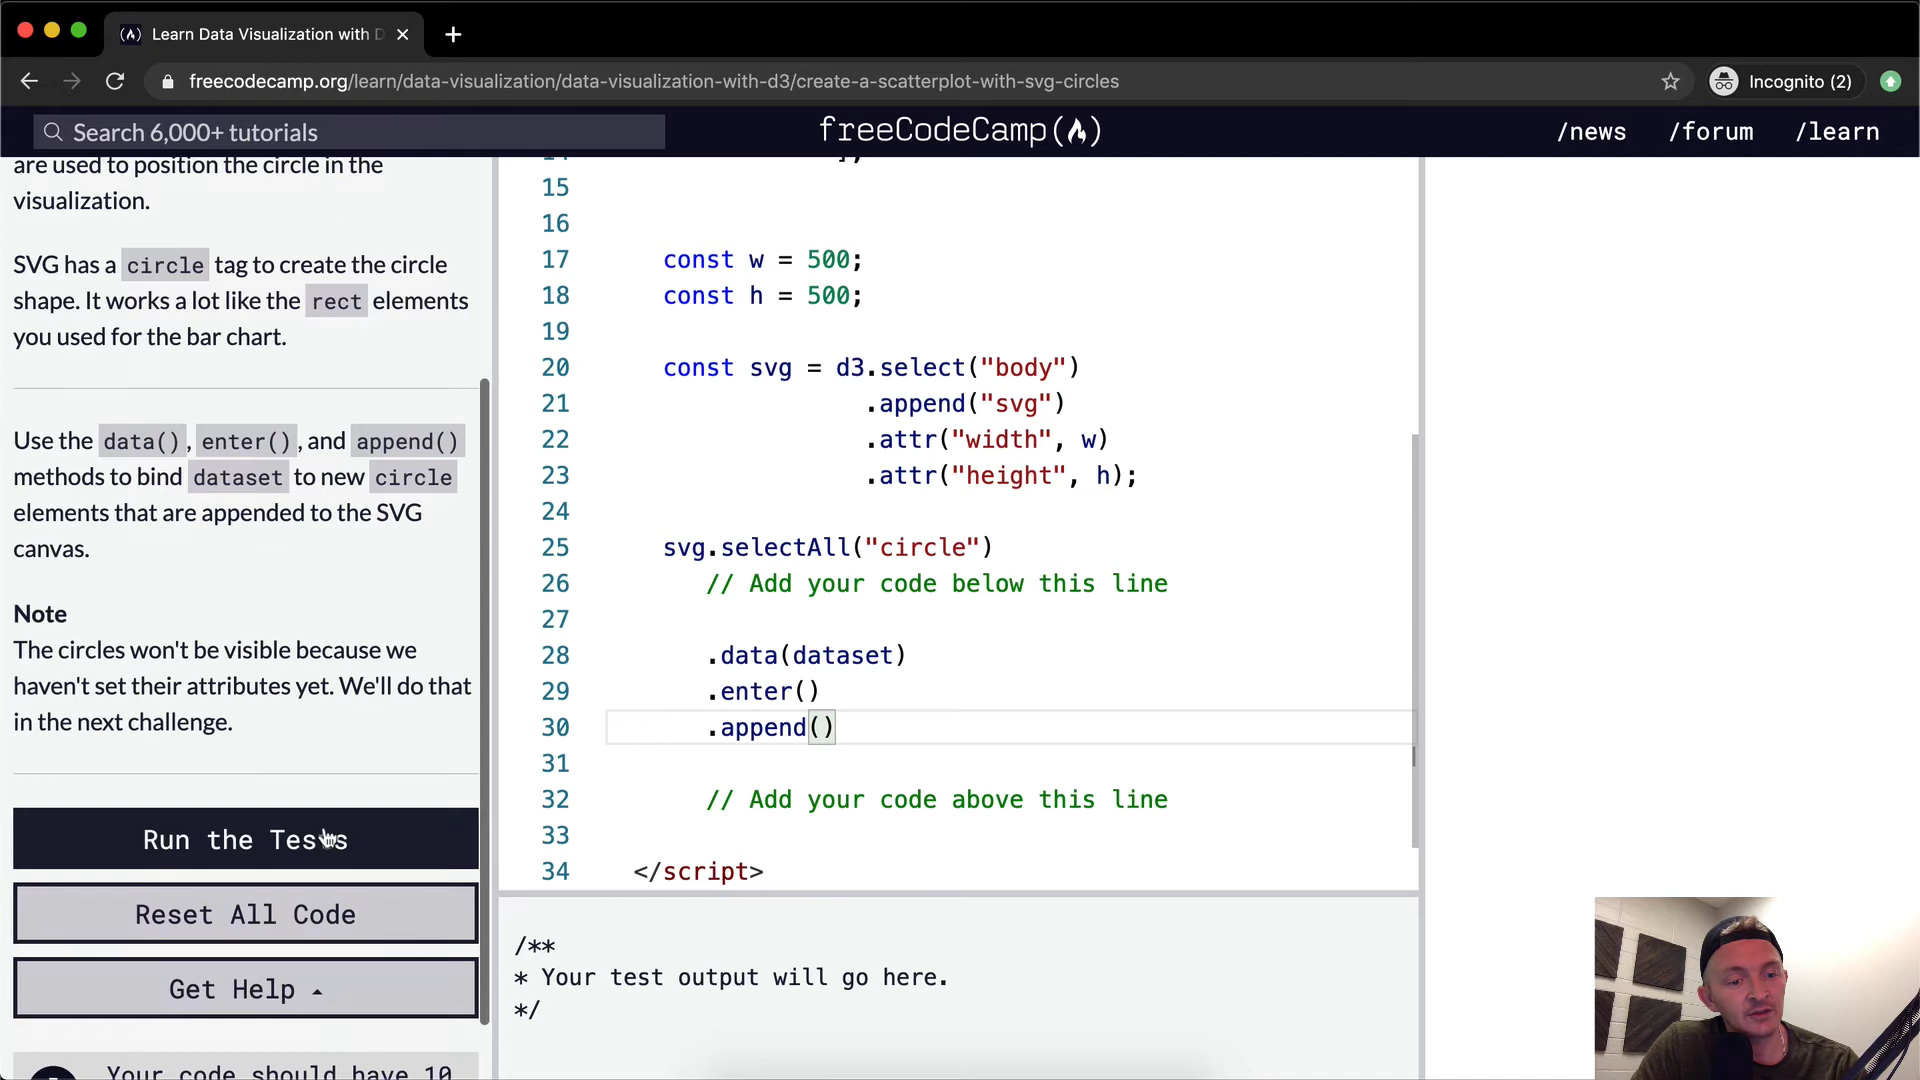 Learn Data Visualization with D
freecodecamp.org/learn/data-visualization/data-visualization-with-d3/create-a-scatterplot-with-svg-circles
Incognito (2)
Search 6,000+ tutorials
freeCodeCamp
/news
/forum
/learn
are used to position the circle in the
visualization.
SVG has a circle tag to create the circle
shape. It works a lot like the rect elements
you used for the bar chart.
Use the data(), enter(), and append()
methods to bind dataset to new circle
elements that are appended to the SVG
canvas.
Note
The circles won't be visible because we
haven't set their attributes yet. We'll do that
in the next challenge.
Run the Tests
Reset All Code
Get Help
Your code should have 10
14 ];
15
16
17 const w = 500;
18 const h = 500;
19
20 const svg = d3.select("body")
21 .append("svg")
22 .attr("width", w)
23 .attr("height", h);
24
25 svg.selectAll("circle")
26 // Add your code below this line
27
28 .data(dataset)
29 .enter()
30 .append()
31
32 // Add your code above this line
33
34 </script>
/**
* Your test output will go here.
*/